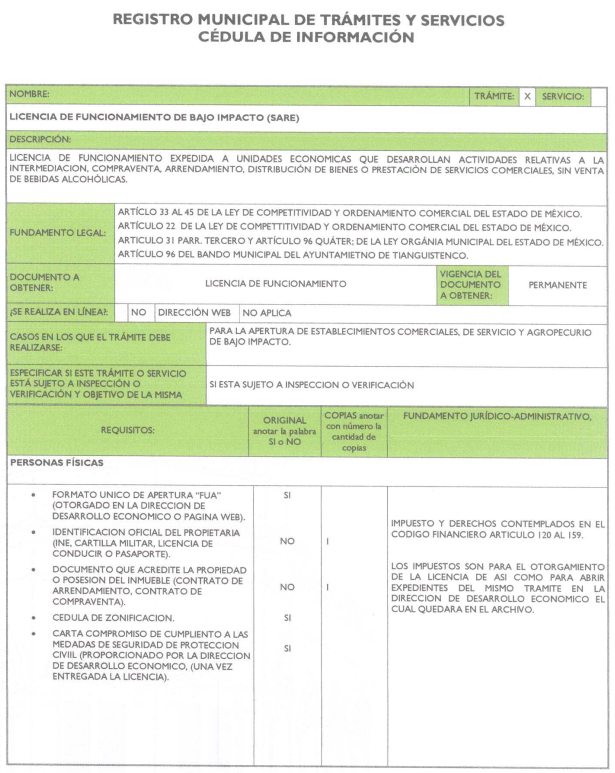 REGISTRO MUNICIPAL DE TRÁMITES Y SERVICIOS
CÉDULA DE INFORMACIÓN
NOMBRE: TRÁMITE: X SERVICIO:
LICENCIA DE FUNCIONAMIENTO DE BAJO IMPACTO (SARE)
DESCRIPCIÓN:
LICENCIA DE FUNCIONAMIENTO EXPEDIDA A UNIDADES ECONOMICAS QUE DESARROLLAN ACTIVIDADES RELATIVAS A LA
INTERMEDIACION, COMPRAVENTA, ARRENDAMIENTO, DISTRIBUCIÓN DE BIENES O PRESTACIÓN DE SERVICIOS COMERCIALES, SIN VENTA
DE BEBIDAS ALCOHÓLICAS.
FUNDAMENTO LEGAL:
ARTÍCLO 33 AL 45 DE LA LEY DE COMPETITIVIDAD Y ORDENAMIENTO COMERCIAL DEL ESTADO DE MÉXICO.
ARTICULO 22 DE LA LEY DE COMPETTITIVIDAD Y ORDENAMIENTO COMERCIAL DEL ESTADO DE MÉXICO.
ARTICULO 31 PARR. TERCERO Y ARTÍCULO 96 QUÁTER; DE LA LEY ORGÁNIA MUNICIPAL DEL ESTADO DE MÉXICO.
ARTÍCULO 96 DEL BANDO MUNICIPAL DEL AYUNTAMIETNO DE TIANGUISTENCO.
DOCUMENTO A
OBTENER:
LICENCIA DE FUNCIONAMIENTO
VIGENCIA DEL
DOCUMENTO
A OBTENER:
PERMANENTE
¿SE REALIZA EN LÍNEA?: NO DIRECCIÓN WEB NO APLICA
CASOS EN LOS QUE EL TRÁMITE DEBE
REALIZARSE:
PARA LA APERTURA DE ESTABLECIMIENTOS COMERCIALES, DE SERVICIO Y AGROPECURIO
DE BAJO IMPACTO.
ESPECIFICAR SI ESTE TRÁMITE O SERVICIO
ESTÁ SUJETO A INSPECCIÓN O
VERIFICACIÓN Y OBJETIVO DE LA MISMA
SI ESTA SUJETO A INSPECCION O VERIFICACIÓN
REQUISITOS:
ORIGINAL
anotar la palabra
SI o NO
COPIAS anotar
con número la
cantidad de
copias
FUNDAMENTO JURÍDICO-ADMINISTRATIVO.
PERSONAS FÍSICAS
• FORMATO UNICO DE APERTURA "FUA"
(OTORGADO EN LA DIRECCION DE
DESARROLLO ECONOMICO O PAGINA WEB).
SI
• IDENTIFICACION OFICIAL DEL PROPIETARIA
(INE, CARTILLA MILITAR, LICENCIA DE
CONDUCIR O PASAPORTE).
NO 1
• DOCUMENTO QUE ACREDITE LA PROPIEDAD
O POSESION DEL INMUEBLE (CONTRATO DE
ARRENDAMIENTO, CONTRATO DE
COMPRAVENTA).
NO 1
• CEDULA DE ZONIFICACION.
SI
• CARTA COMPROMISO DE CUMPLIENTO A LAS
MEDADAS DE SEGURIDAD DE PROTECCION
CIVIIL (PROPORCIONADO POR LA DIRECCION
DE DESARROLLO ECONOMICO, (UNA VEZ
ENTREGADA LA LICENCIA).
SI
IMPUESTO Y DERECHOS CONTEMPLADOS EN EL
CODIGO FINANCIERO ARTICULO 120 AL 159.
LOS IMPUESTOS SON PARA EL OTORGAMIENTO
DE LA LICENCIA DE ASI COMO PARA ABRIR
EXPEDIENTES DEL MISMO TRAMITE EN LA
DIRECCION DE DESARROLLO ECONOMICO EL
CUAL QUEDARA EN EL ARCHIVO.